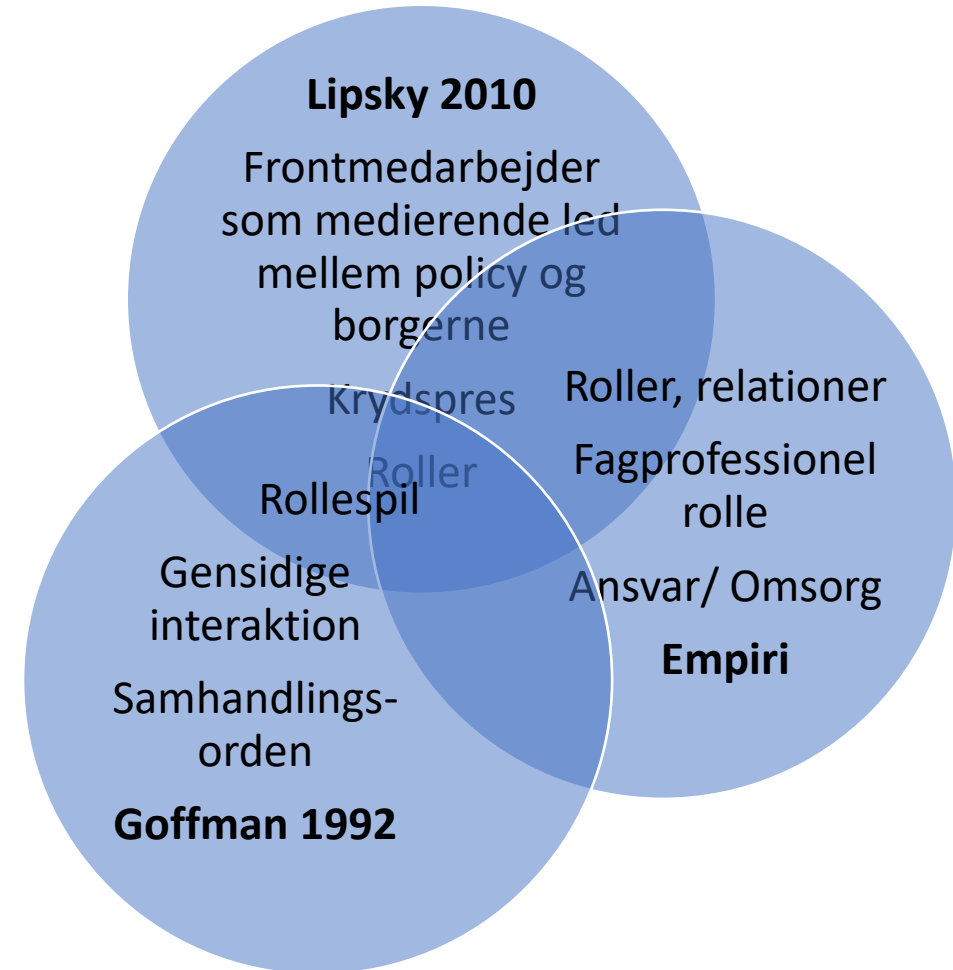 Lipsky 2010
Frontmedarbejder
som medierende led
mellem policy og
borgerne
Krydspres
Roller
Roller, relationer
Fagprofessionel
rolle
Ansvar/ Omsorg
Empiri
Rollespil
Gensidige
interaktion
Samhandlings-
orden
Goffman 1992